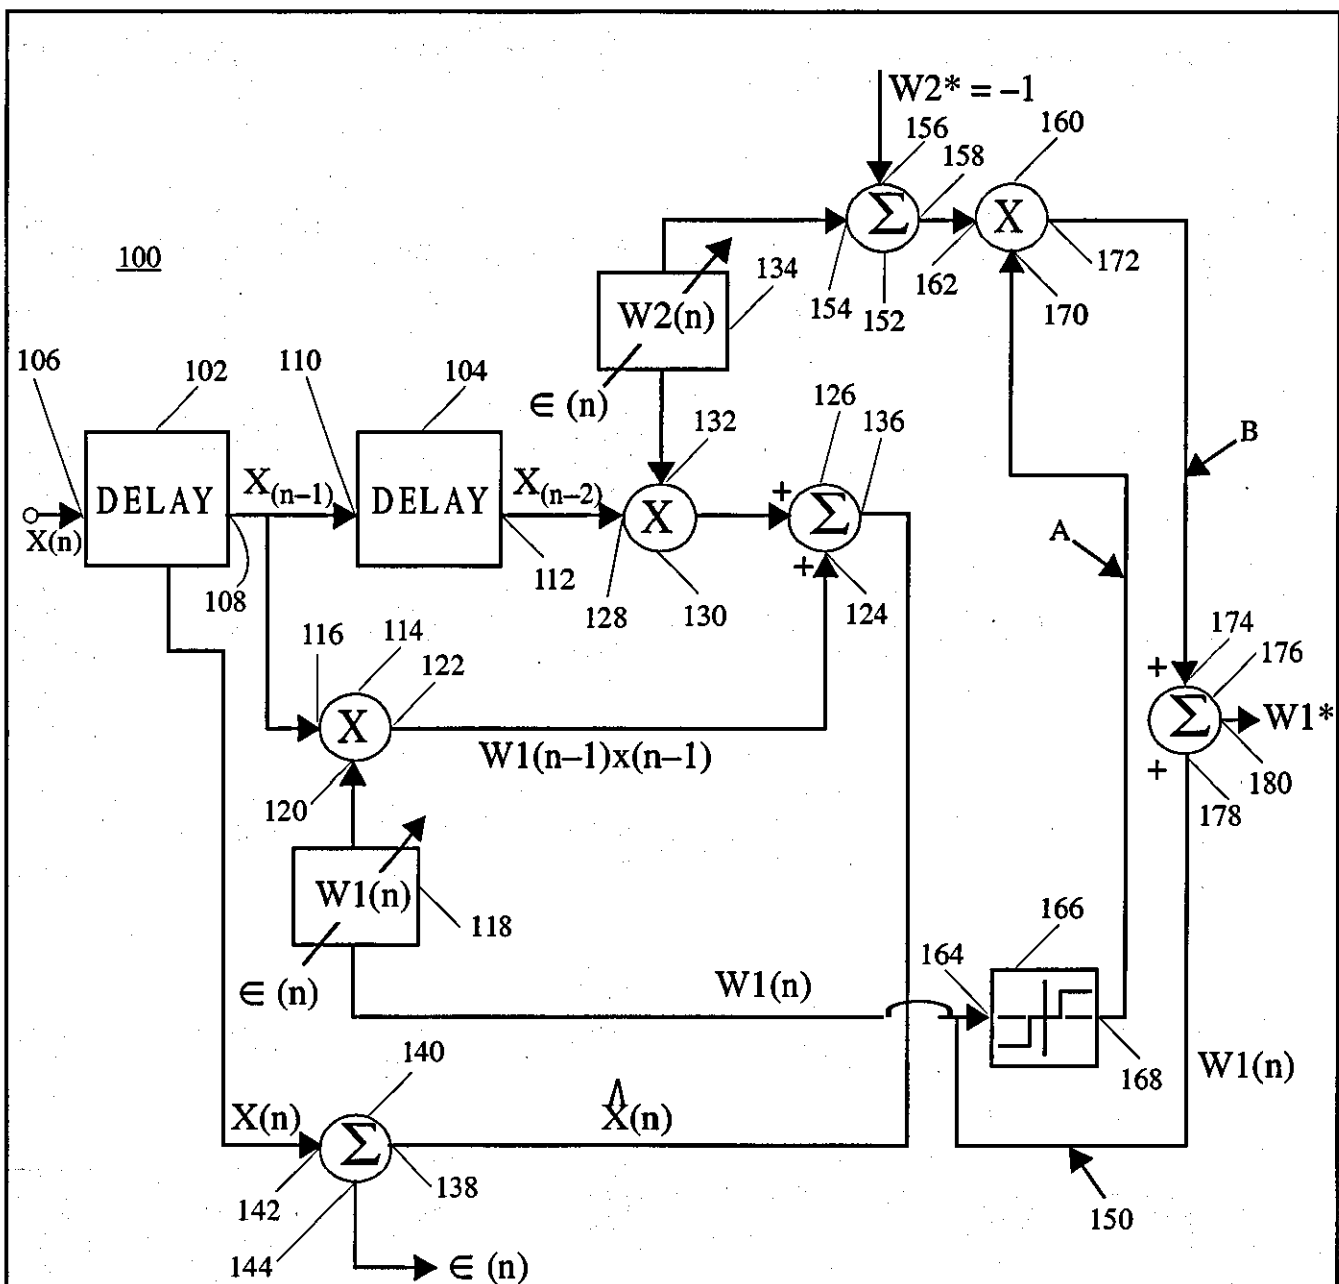 W2* = –1
156
160
158
Σ
X
100
134
154
152
162
170
172
W2(n)
∈ (n)
106
102
110
104
132
126
136
B
DELAY
X(n–1)
DELAY
X(n–2)
X
+
Σ
X(n)
A
108
112
128
130
+
124
116
114
122
174
176
+
X
Σ
W1*
W1(n–1)x(n–1)
+
120
180
178
W1(n)
118
166
164
∈ (n)
W1(n)
168
W1(n)
140
X(n)
Σ
X̂(n)
142
138
150
144
∈ (n)